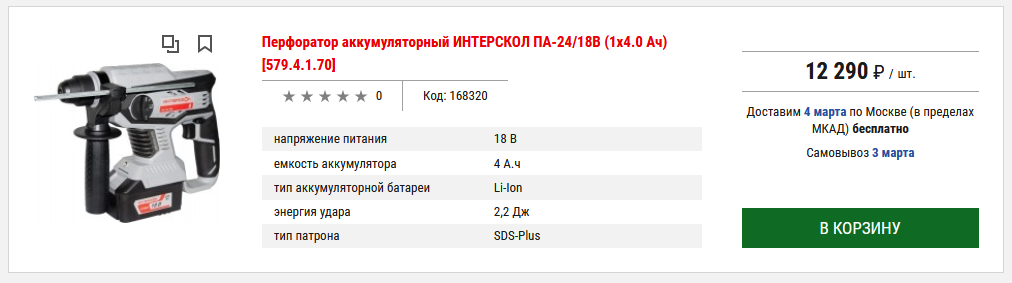 Перфоратор аккумуляторный ИНТЕРСКОЛ ПА-24/18В (1x4.0 Ач)
[579.4.1.70]
0
Код: 168320
напряжение питания 18 В
емкость аккумулятора 4 А.ч
тип аккумуляторной батареи Li-Ion
энергия удара 2,2 Дж
тип патрона SDS-Plus
12 290 ₽ / шт.
Доставим 4 марта по Москве (в пределах
МКАД) бесплатно
Самовывоз 3 марта
В КОРЗИНУ